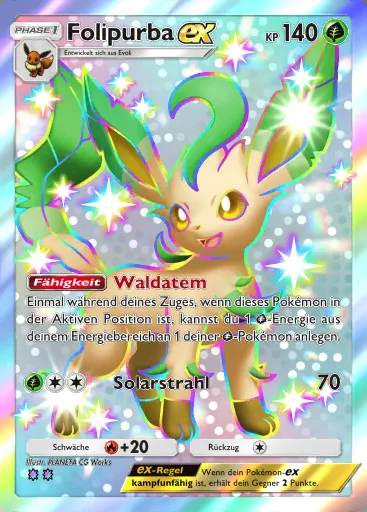 PHASE 1 Folipurba ex KP 140
Entwickelt sich aus Evoli
Fähigkeit Waldatem
Einmal während deines Zuges, wenn dieses Pokémon in
der Aktiven Position ist, kannst du 1 -Energie aus
deinem Energiebereich an 1 deiner -Pokémon anlegen.
Solarstrahl 70
Schwäche +20 Rückzug
Illustr. PLANETA CG Works
ex-Regel Wenn dein Pokémon-ex
kampfunfähig ist, erhält dein Gegner 2 Punkte.